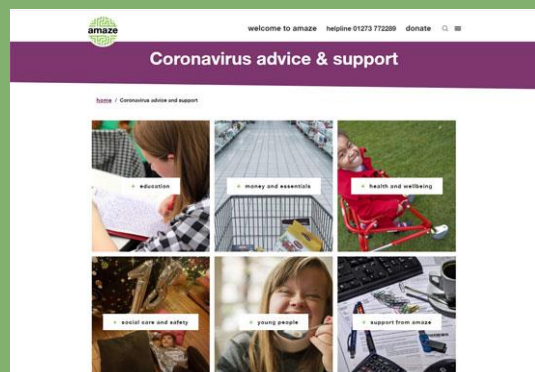 amaze
welcome to amaze helpline 01273 772289 donate
Coronavirus advice & support
home / Coronavirus advice and support
+ education
+ money and essentials
+ health and wellbeing
+ social care and safety
+ young people
+ support from amaze